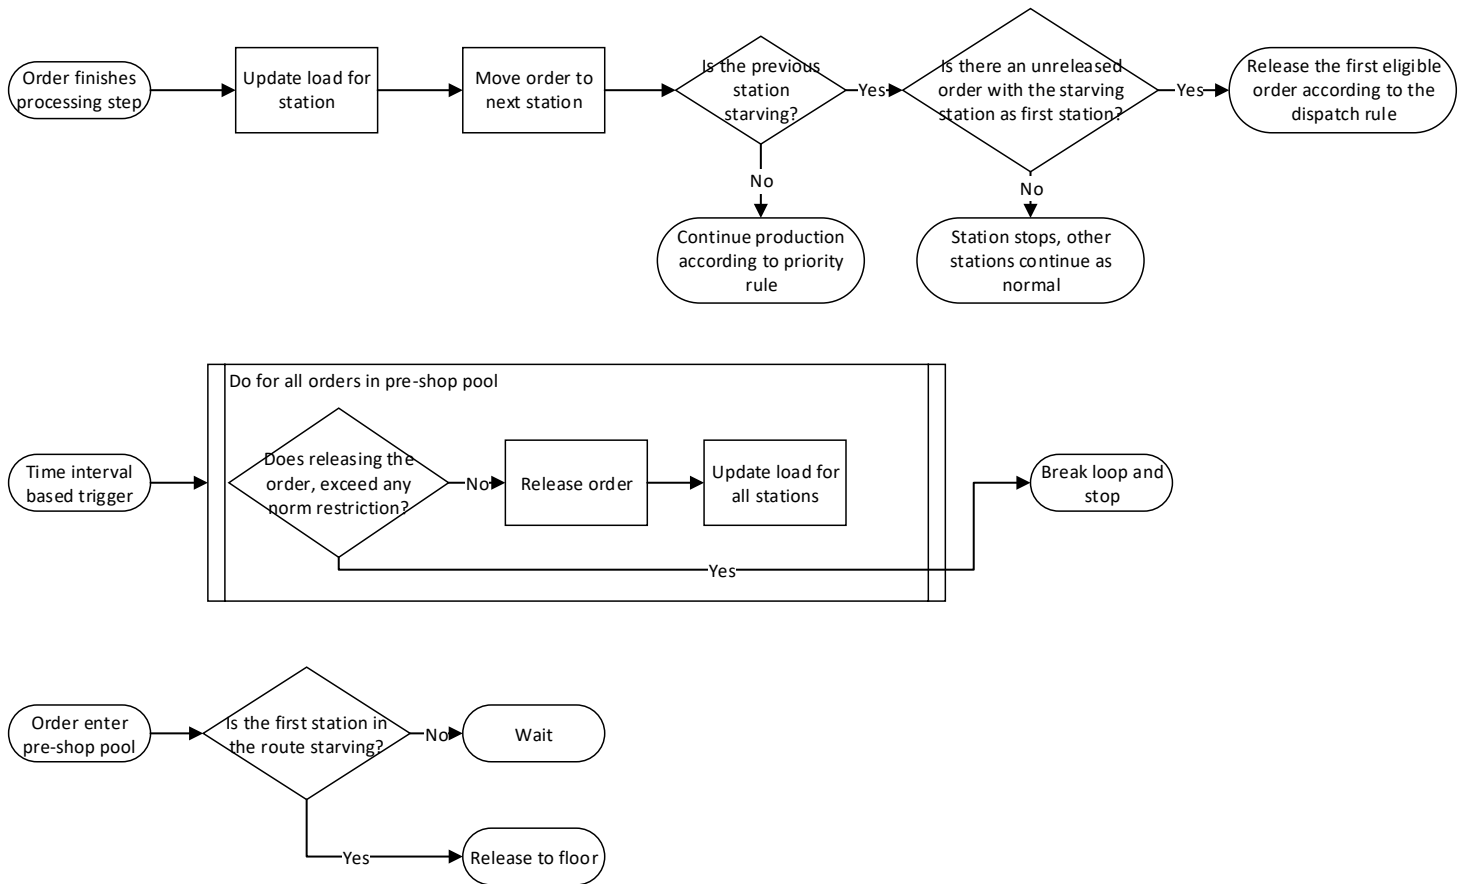 Order finishes
processing step
Update load for
station
Move order to
next station
Is the previous
station
starving?
Yes
Is there an unreleased
order with the starving
station as first station?
Yes
Release the first eligible
order according to the
dispatch rule
No
Continue production
according to priority
rule
No
Station stops, other
stations continue as
normal
Do for all orders in pre-shop pool
Time interval
based trigger
Does releasing the
order, exceed any
norm restriction?
No
Release order
Update load for
all stations
Yes
Break loop and
stop
Order enter
pre-shop pool
Is the first station in
the route starving?
No
Wait
Yes
Release to floor